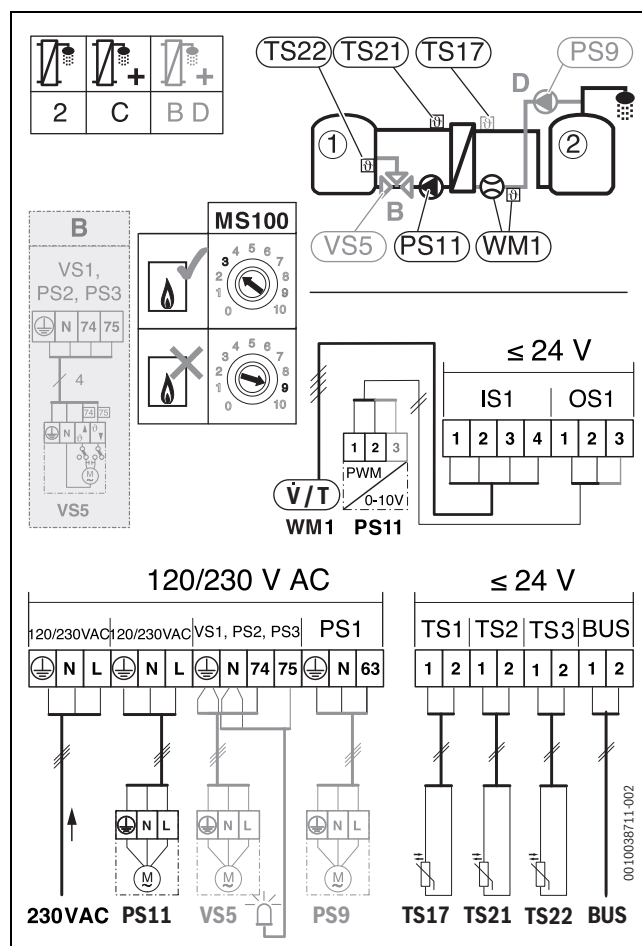 2 C B D
TS22 TS21 TS17 PS9
D
1 2
B
VS5 PS11 WM1
B
VS1,
PS2, PS3
N 74 75
4
74 75
N
M
VS5
MS100
0 1 2 3 4 5 6 7 8 9 10
0 1 2 3 4 5 6 7 8 9 10
≤ 24 V
IS1 OS1
1 2 3 4 1 2 3
1 2 3
PWM
0-10V
V̇/T
WM1 PS11
120/230 V AC
120/230VAC 120/230VAC VS1, PS2, PS3 PS1
N L N L N 74 75 N 63
N L N L N L
M ~ M ~ M ~
230VAC PS11 VS5 PS9
≤ 24 V
TS1 TS2 TS3 BUS
1 2 1 2 1 2 1 2
TS17 TS21 TS22 BUS
0010038711-002